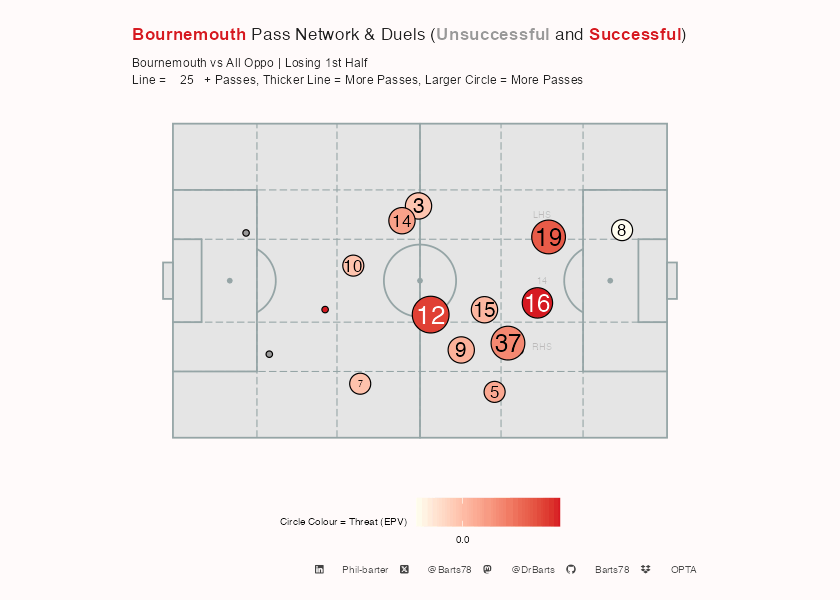 Bournemouth Pass Network & Duels (Unsuccessful and Successful)
Bournemouth vs All Oppo | Losing 1st Half
Line = 25 + Passes, Thicker Line = More Passes, Larger Circle = More Passes
3
14
LHS
19
8
10
14
12
15
16
9
37
RHS
7
5
Circle Colour = Threat (EPV)
0.0
Phil-barter @Barts78 @DrBarts Barts78 OPTA